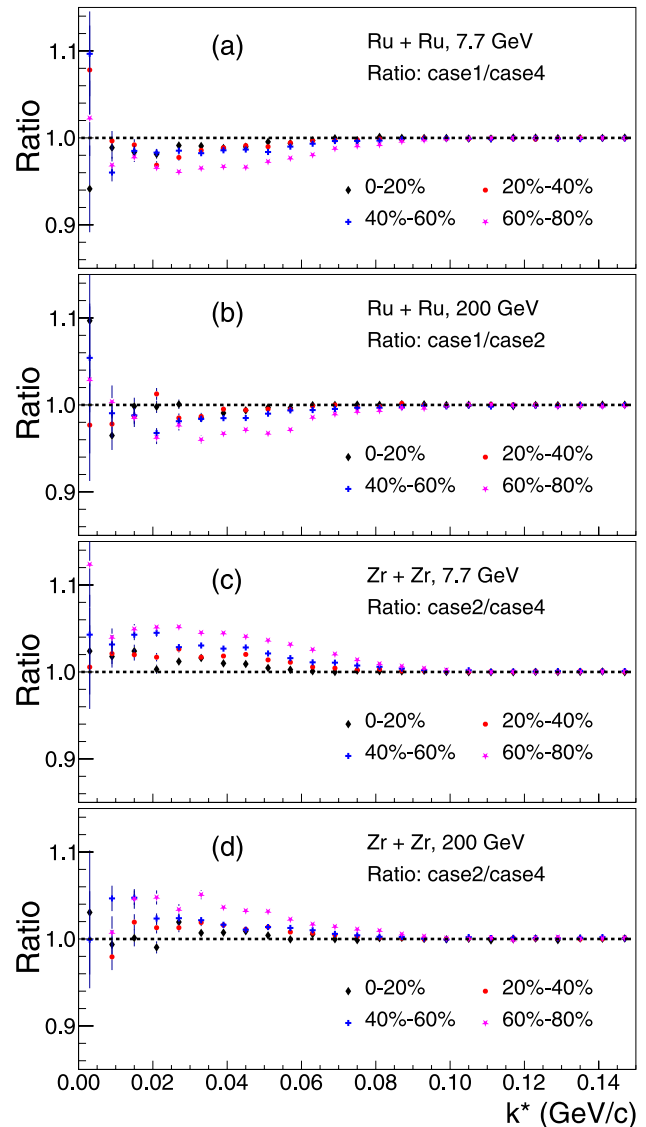 1.1
(a)
Ru + Ru, 7.7 GeV
Ratio: case1/case4
Ratio
1.0
0-20%
20%-40%
0.9
40%-60%
60%-80%
1.1
(b)
Ru + Ru, 200 GeV
Ratio: case1/case2
Ratio
1.0
0-20%
20%-40%
0.9
40%-60%
60%-80%
1.1
(c)
Zr + Zr, 7.7 GeV
Ratio: case2/case4
Ratio
1.0
0-20%
20%-40%
0.9
40%-60%
60%-80%
1.1
(d)
Zr + Zr, 200 GeV
Ratio: case2/case4
Ratio
1.0
0-20%
20%-40%
0.9
40%-60%
60%-80%
0.00 0.02 0.04 0.06 0.08 0.10 0.12 0.14
k* (GeV/c)